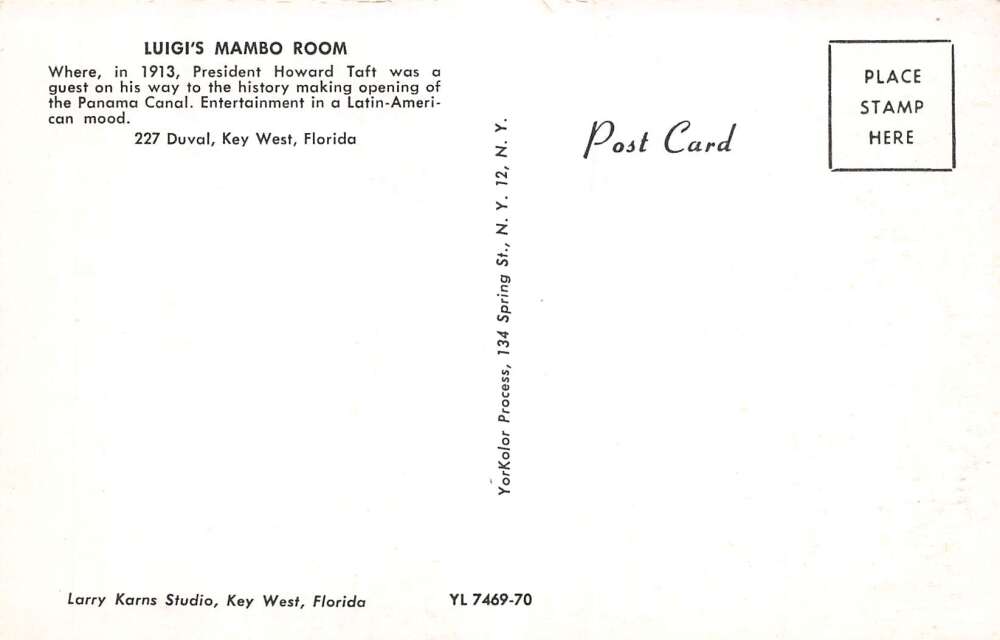 LUIGI'S MAMBO ROOM
Where, in 1913, President Howard Taft was a
guest on his way to the history making opening of
the Panama Canal. Entertainment in a Latin-Ameri-
can mood.
227 Duval, Key West, Florida
YorKolor Process, 134 Spring St., N. Y. 12, N. Y.
Post Card
PLACE
STAMP
HERE
Larry Karns Studio, Key West, Florida
YL 7469-70